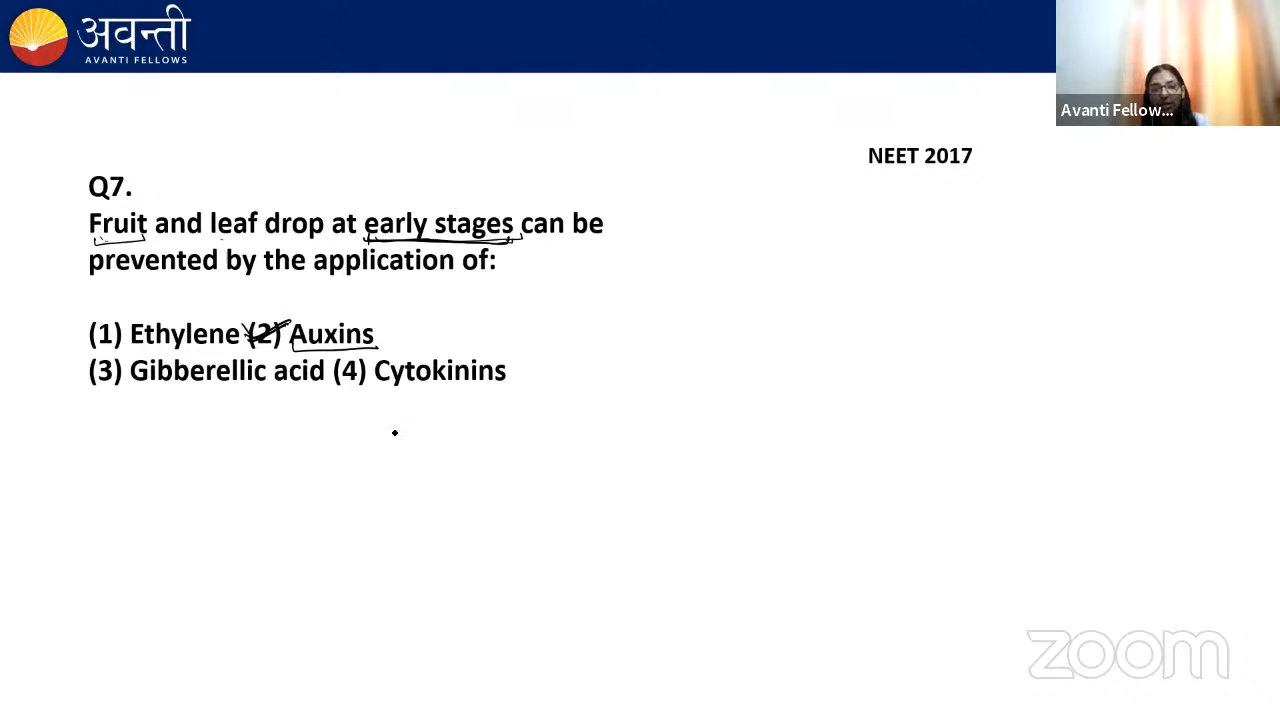 अवन्ती
AVANTI FELLOWS
Avanti Fellow...
NEET 2017
Q7.
Fruit and leaf drop at early stages can be
prevented by the application of:
(1) Ethylene (2) Auxins
(3) Gibberellic acid (4) Cytokinins
zoom